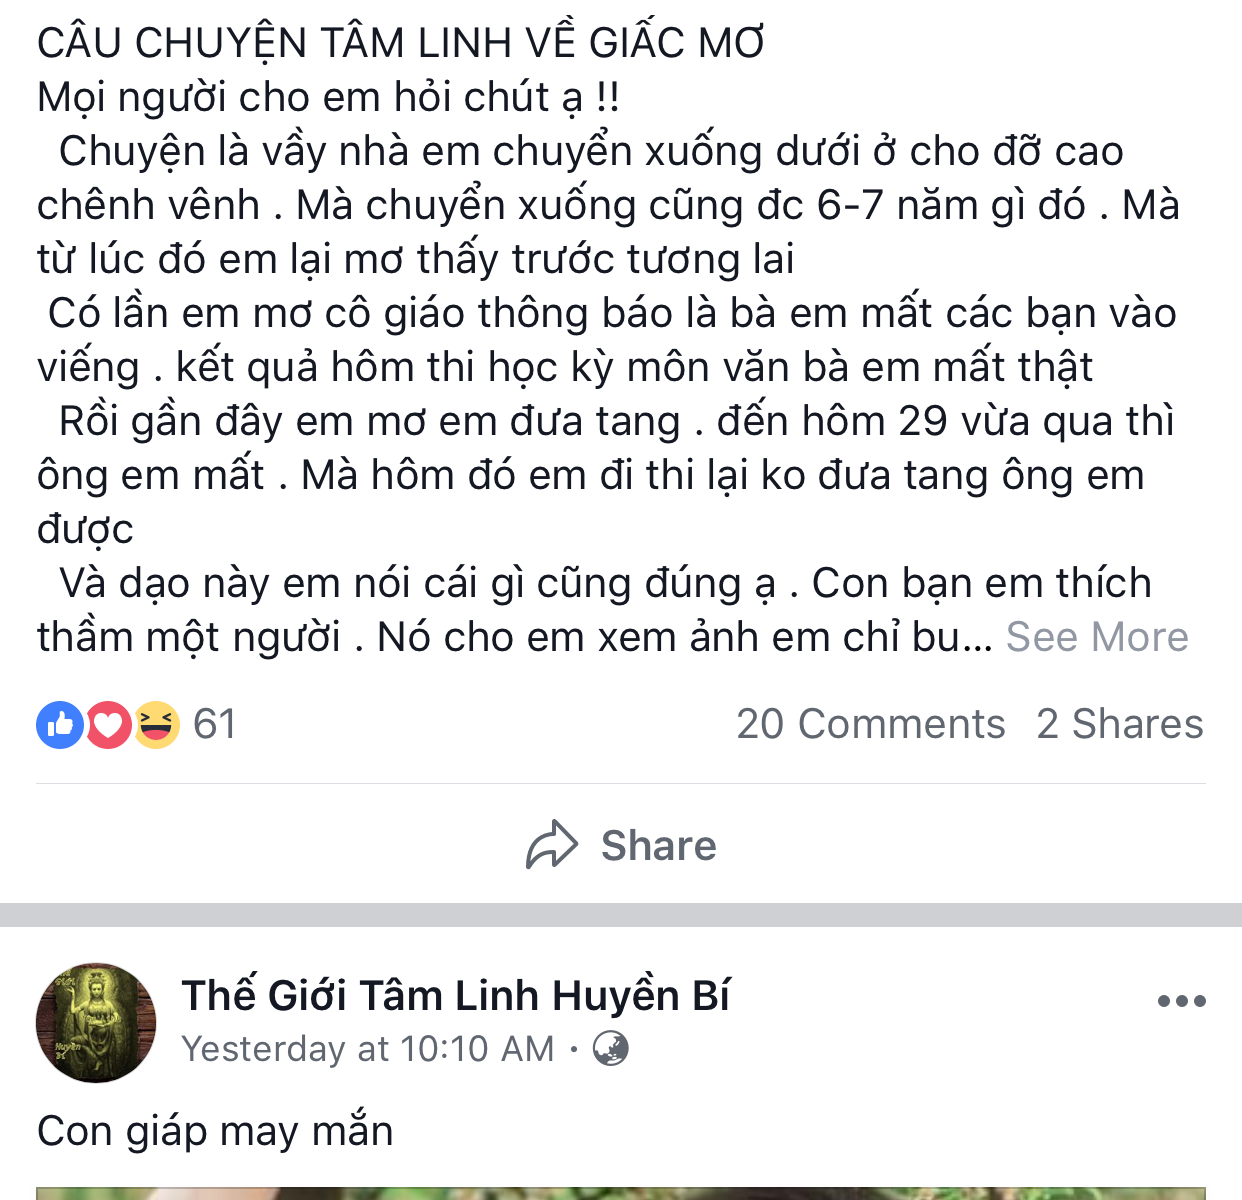 CÂU CHUYỆN TÂM LINH VỀ GIẤC MƠ
Mọi người cho em hỏi chút ạ !!
Chuyện là vầy nhà em chuyển xuống dưới ở cho đỡ cao
chênh vênh . Mà chuyển xuống cũng đc 6-7 năm gì đó . Mà
từ lúc đó em lại mơ thấy trước tương lai
Có lần em mơ cô giáo thông báo là bà em mất các bạn vào
viếng . kết quả hôm thi học kỳ môn văn bà em mất thật
Rồi gần đây em mơ em đưa tang . đến hôm 29 vừa qua thì
ông em mất . Mà hôm đó em đi thi lại ko đưa tang ông em
được
Và dạo này em nói cái gì cũng đúng ạ . Con bạn em thích
thầm một người . Nó cho em xem ảnh em chỉ bu... See More
61
20 Comments 2 Shares
Share
Thế Giới Tâm Linh Huyền Bí
Yesterday at 10:10 AM ·
Huyền
Bí
Con giáp may mắn